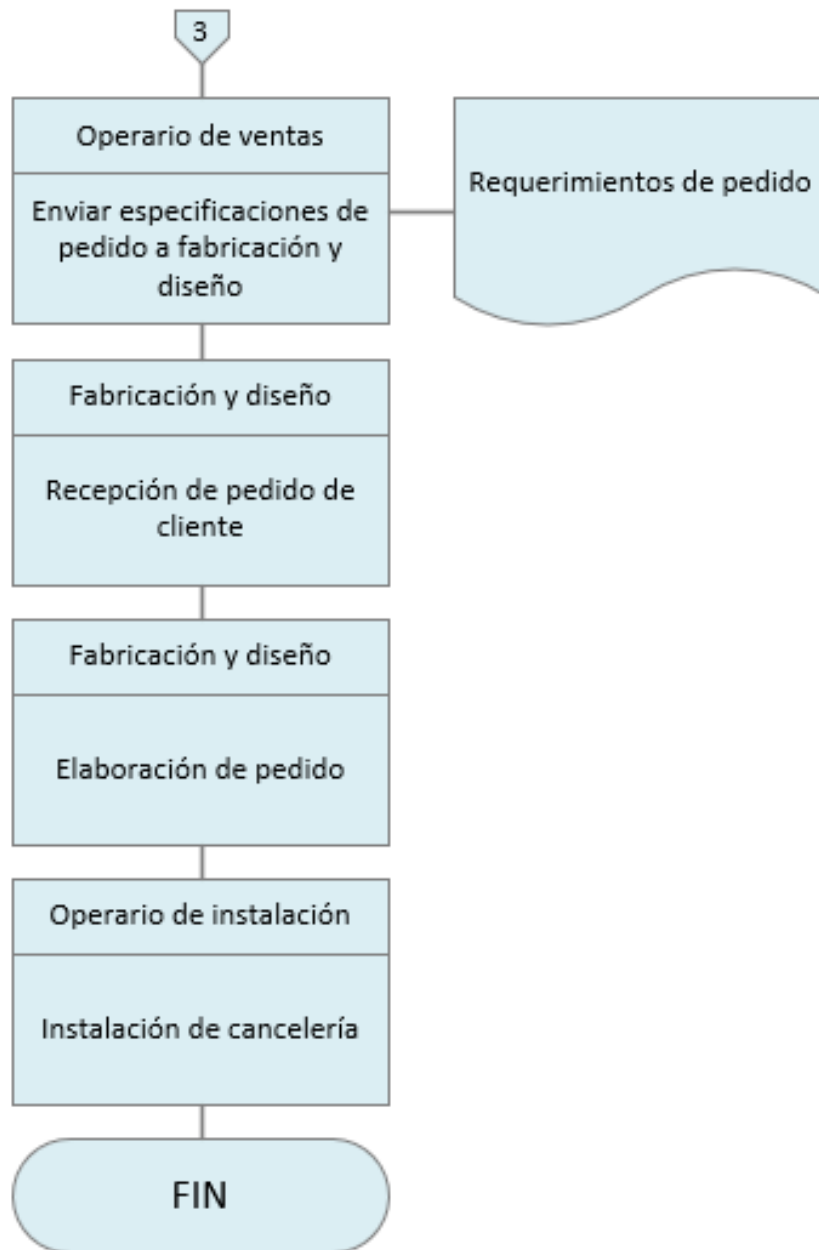 3
Operario de ventas
Enviar especificaciones de
pedido a fabricación y
diseño
Requerimientos de pedido
Fabricación y diseño
Recepción de pedido de
cliente
Fabricación y diseño
Elaboración de pedido
Operario de instalación
Instalación de cancelería
FIN